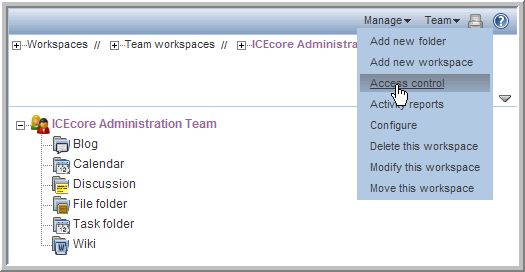 Manage Team ?
Workspaces // Team workspaces // ICEcore Administra
Add new folder
Add new workspace
Access control
Activity reports
Configure
Delete this workspace
Modify this workspace
Move this workspace
ICEcore Administration Team
Blog
Calendar
Discussion
File folder
Task folder
Wiki